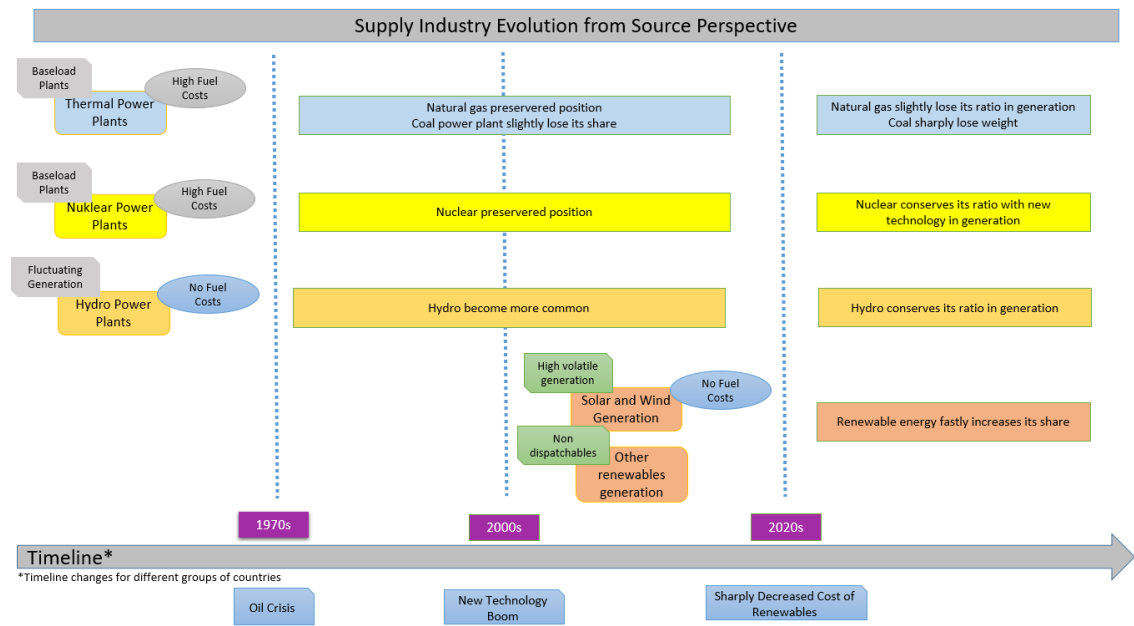 Supply Industry Evolution from Source Perspective
Baseload
Plants
High Fuel
Costs
Thermal Power
Plants
Natural gas preservered position
Coal power plant slightly lose its share
Natural gas slightly lose its ratio in generation
Coal sharply lose weight
Baseload
Plants
High Fuel
Costs
Nuklear Power
Plants
Nuclear preservered position
Nuclear conserves its ratio with new
technology in generation
Fluctuating
Generation
No Fuel
Costs
Hydro Power
Plants
Hydro become more common
Hydro conserves its ratio in generation
High volatile
generation
No Fuel
Costs
Solar and Wind
Generation
Renewable energy fastly increases its share
Non
dispatchables
Other
renewables
generation
1970s
2000s
2020s
Timeline*
*Timeline changes for different groups of countries
Oil Crisis
New Technology
Boom
Sharply Decreased Cost of
Renewables